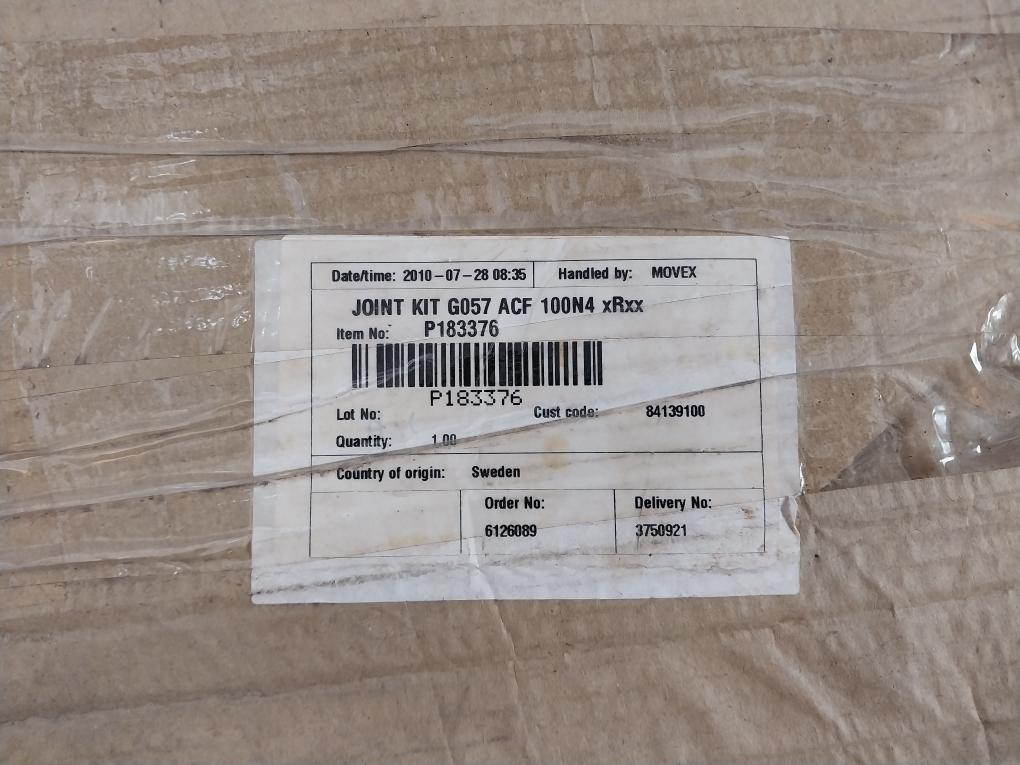 Date/time: 2010-07-28 08:35 Handled by: MOVEX
JOINT KIT G057 ACF 100N4 xRxx
Item No: P183376
P183376
Lot No: Cust code: 84139100
Quantity: 1.00
Country of origin: Sweden
Order No: Delivery No:
6126089 3750921